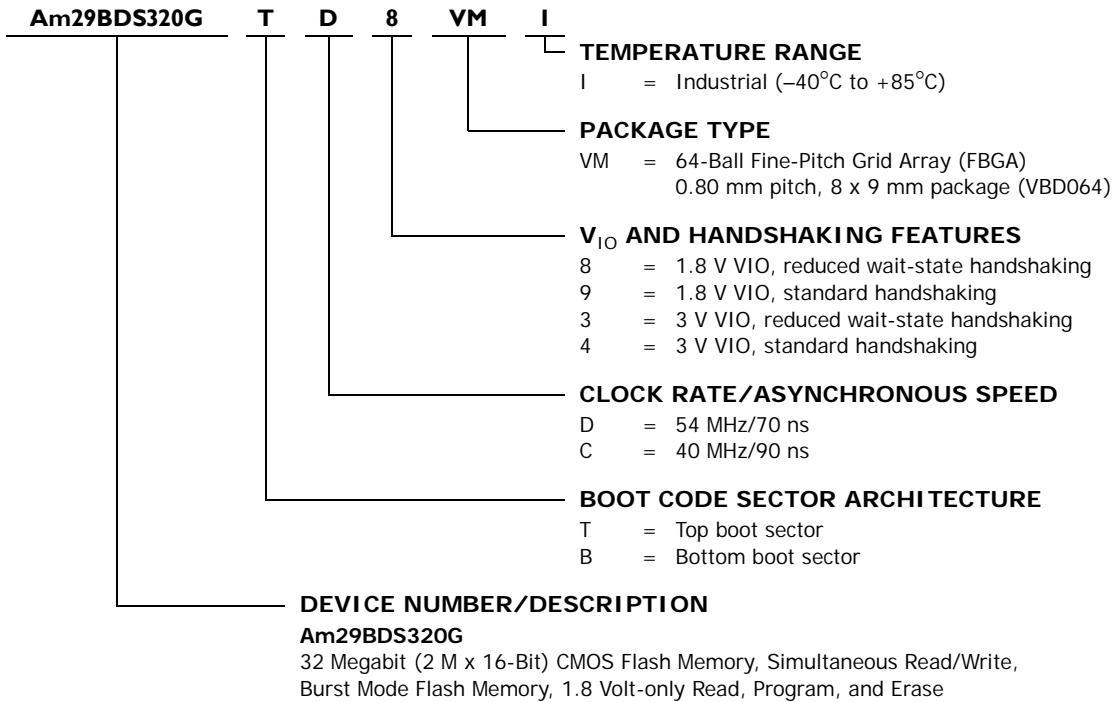 Am29BDS320G T D 8 VM I
TEMPERATURE RANGE
I = Industrial (–40°C to +85°C)
PACKAGE TYPE
VM = 64-Ball Fine-Pitch Grid Array (FBGA)
0.80 mm pitch, 8 x 9 mm package (VBD064)
VIO AND HANDSHAKING FEATURES
8 = 1.8 V VIO, reduced wait-state handshaking
9 = 1.8 V VIO, standard handshaking
3 = 3 V VIO, reduced wait-state handshaking
4 = 3 V VIO, standard handshaking
CLOCK RATE/ASYNCHRONOUS SPEED
D = 54 MHz/70 ns
C = 40 MHz/90 ns
BOOT CODE SECTOR ARCHITECTURE
T = Top boot sector
B = Bottom boot sector
DEVICE NUMBER/DESCRIPTION
Am29BDS320G
32 Megabit (2 M x 16-Bit) CMOS Flash Memory, Simultaneous Read/Write,
Burst Mode Flash Memory, 1.8 Volt-only Read, Program, and Erase